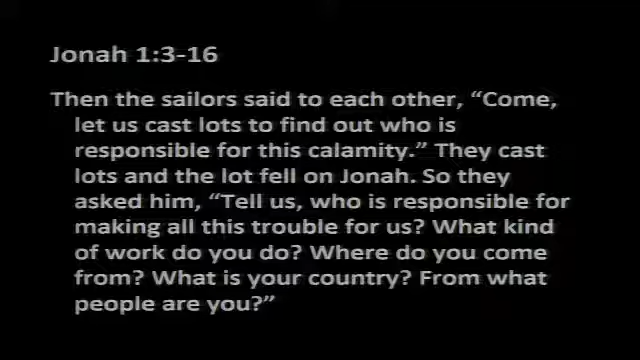 Jonah 1:3-16
Then the sailors said to each other, “Come,
let us cast lots to find out who is
responsible for this calamity.” They cast
lots and the lot fell on Jonah. So they
asked him, “Tell us, who is responsible for
making all this trouble for us? What kind
of work do you do? Where do you come
from? What is your country? From what
people are you?”